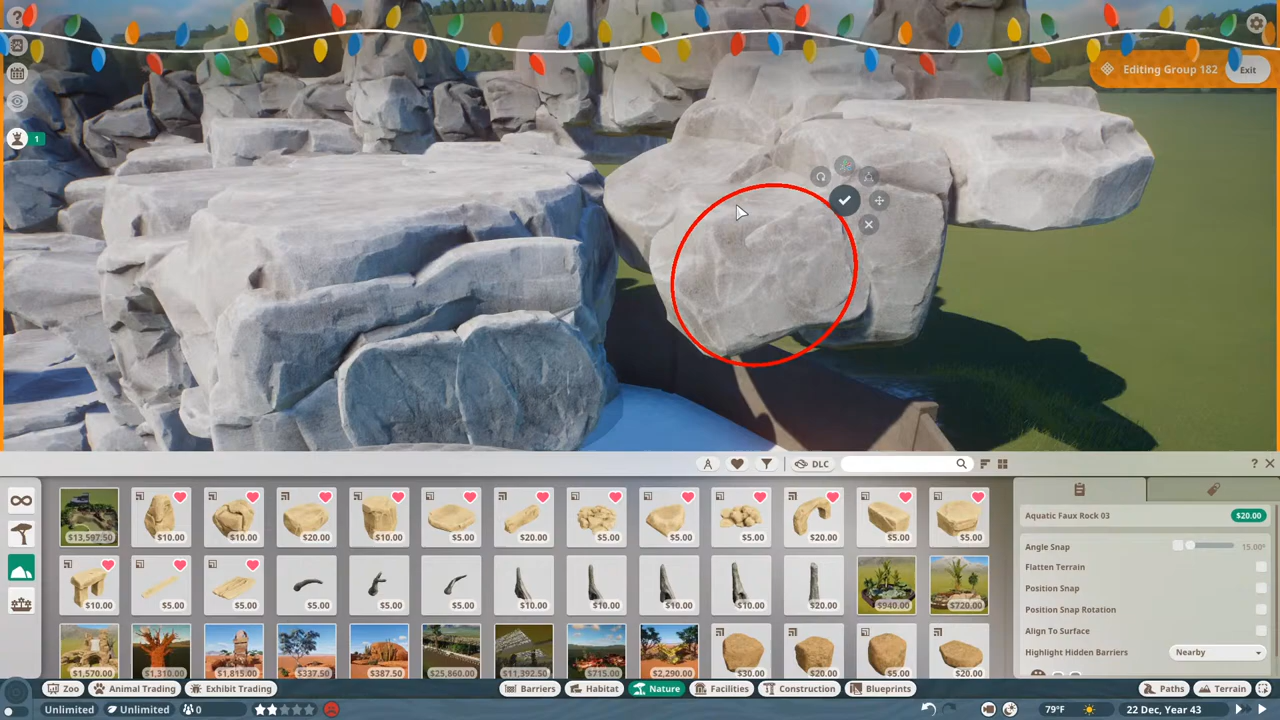 Editing Group 182
Exit
1
DLC
$13,597.50
$10.00
$10.00
$20.00
$10.00
$5.00
$20.00
$5.00
$5.00
$5.00
$20.00
$5.00
$5.00
$10.00
$5.00
$5.00
$5.00
$5.00
$5.00
$10.00
$10.00
$10.00
$10.00
$20.00
$940.00
$720.00
$1,570.00
$1,310.00
$1,815.00
$337.50
$387.50
$25,860.00
$11,392.50
$715.00
$2,290.00
$30.00
$20.00
$5.00
$20.00
Aquatic Faux Rock 03
$20.00
Angle Snap
15.00°
Flatten Terrain
Position Snap
Position Snap Rotation
Align To Surface
Highlight Hidden Barriers
Nearby
Zoo
Animal Trading
Exhibit Trading
Barriers
Habitat
Nature
Facilities
Construction
Blueprints
Paths
Terrain
Unlimited
Unlimited
0
79°F
22 Dec, Year 43